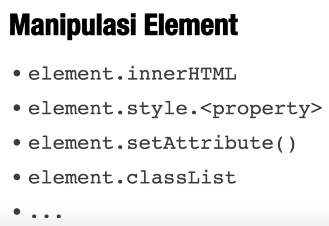 Manipulasi Element
• element.innerHTML
• element.style.<property>
• element.setAttribute()
• element.classList
• ...